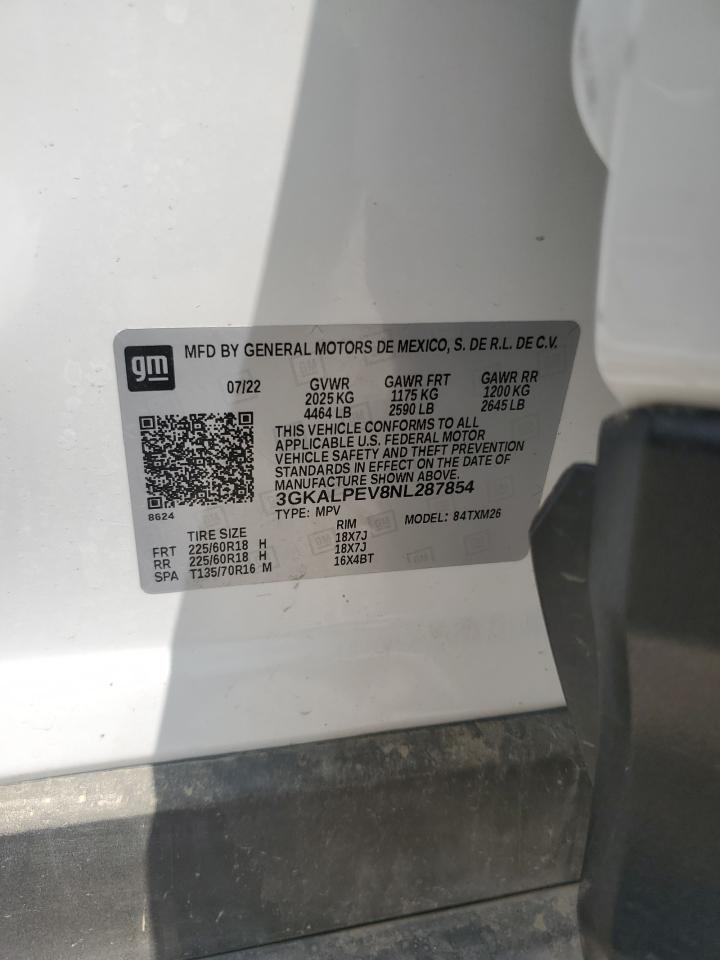 gm MFD BY GENERAL MOTORS DE MEXICO, S. DE R.L. DE C.V.
07/22 GVWR GAWR FRT GAWR RR
2025 KG 1175 KG 1200 KG
4464 LB 2590 LB 2645 LB
THIS VEHICLE CONFORMS TO ALL
APPLICABLE U.S. FEDERAL MOTOR
VEHICLE SAFETY AND THEFT PREVENTION
STANDARDS IN EFFECT ON THE DATE OF
MANUFACTURE SHOWN ABOVE.
3GKALPEV8NL287854
8624 TYPE: MPV MODEL: 84TXM26
TIRE SIZE RIM
FRT 225/60R18 H 18X7J
RR 225/60R18 H 18X7J
SPA T135/70R16 M 16X4BT